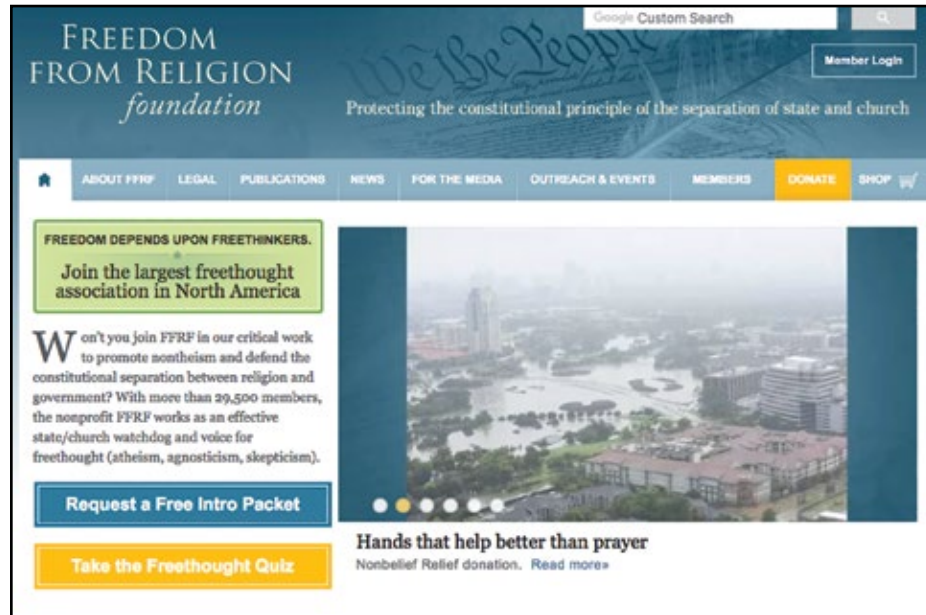 Google Custom Search
FREEDOM
FROM RELIGION
foundation
We the People
Member Login
Protecting the constitutional principle of the separation of state and church
ABOUT FFRF LEGAL PUBLICATIONS NEWS FOR THE MEDIA OUTREACH & EVENTS MEMBERS DONATE SHOP
FREEDOM DEPENDS UPON FREETHINKERS.
Join the largest freethought
association in North America
Won't you join FFRF in our critical work
to promote nontheism and defend the
constitutional separation between religion and
government? With more than 29,500 members,
the nonprofit FFRF works as an effective
state/church watchdog and voice for
freethought (atheism, agnosticism, skepticism).
Request a Free Intro Packet
Take the Freethought Quiz
Hands that help better than prayer
Nonbelief Relief donation. Read more»